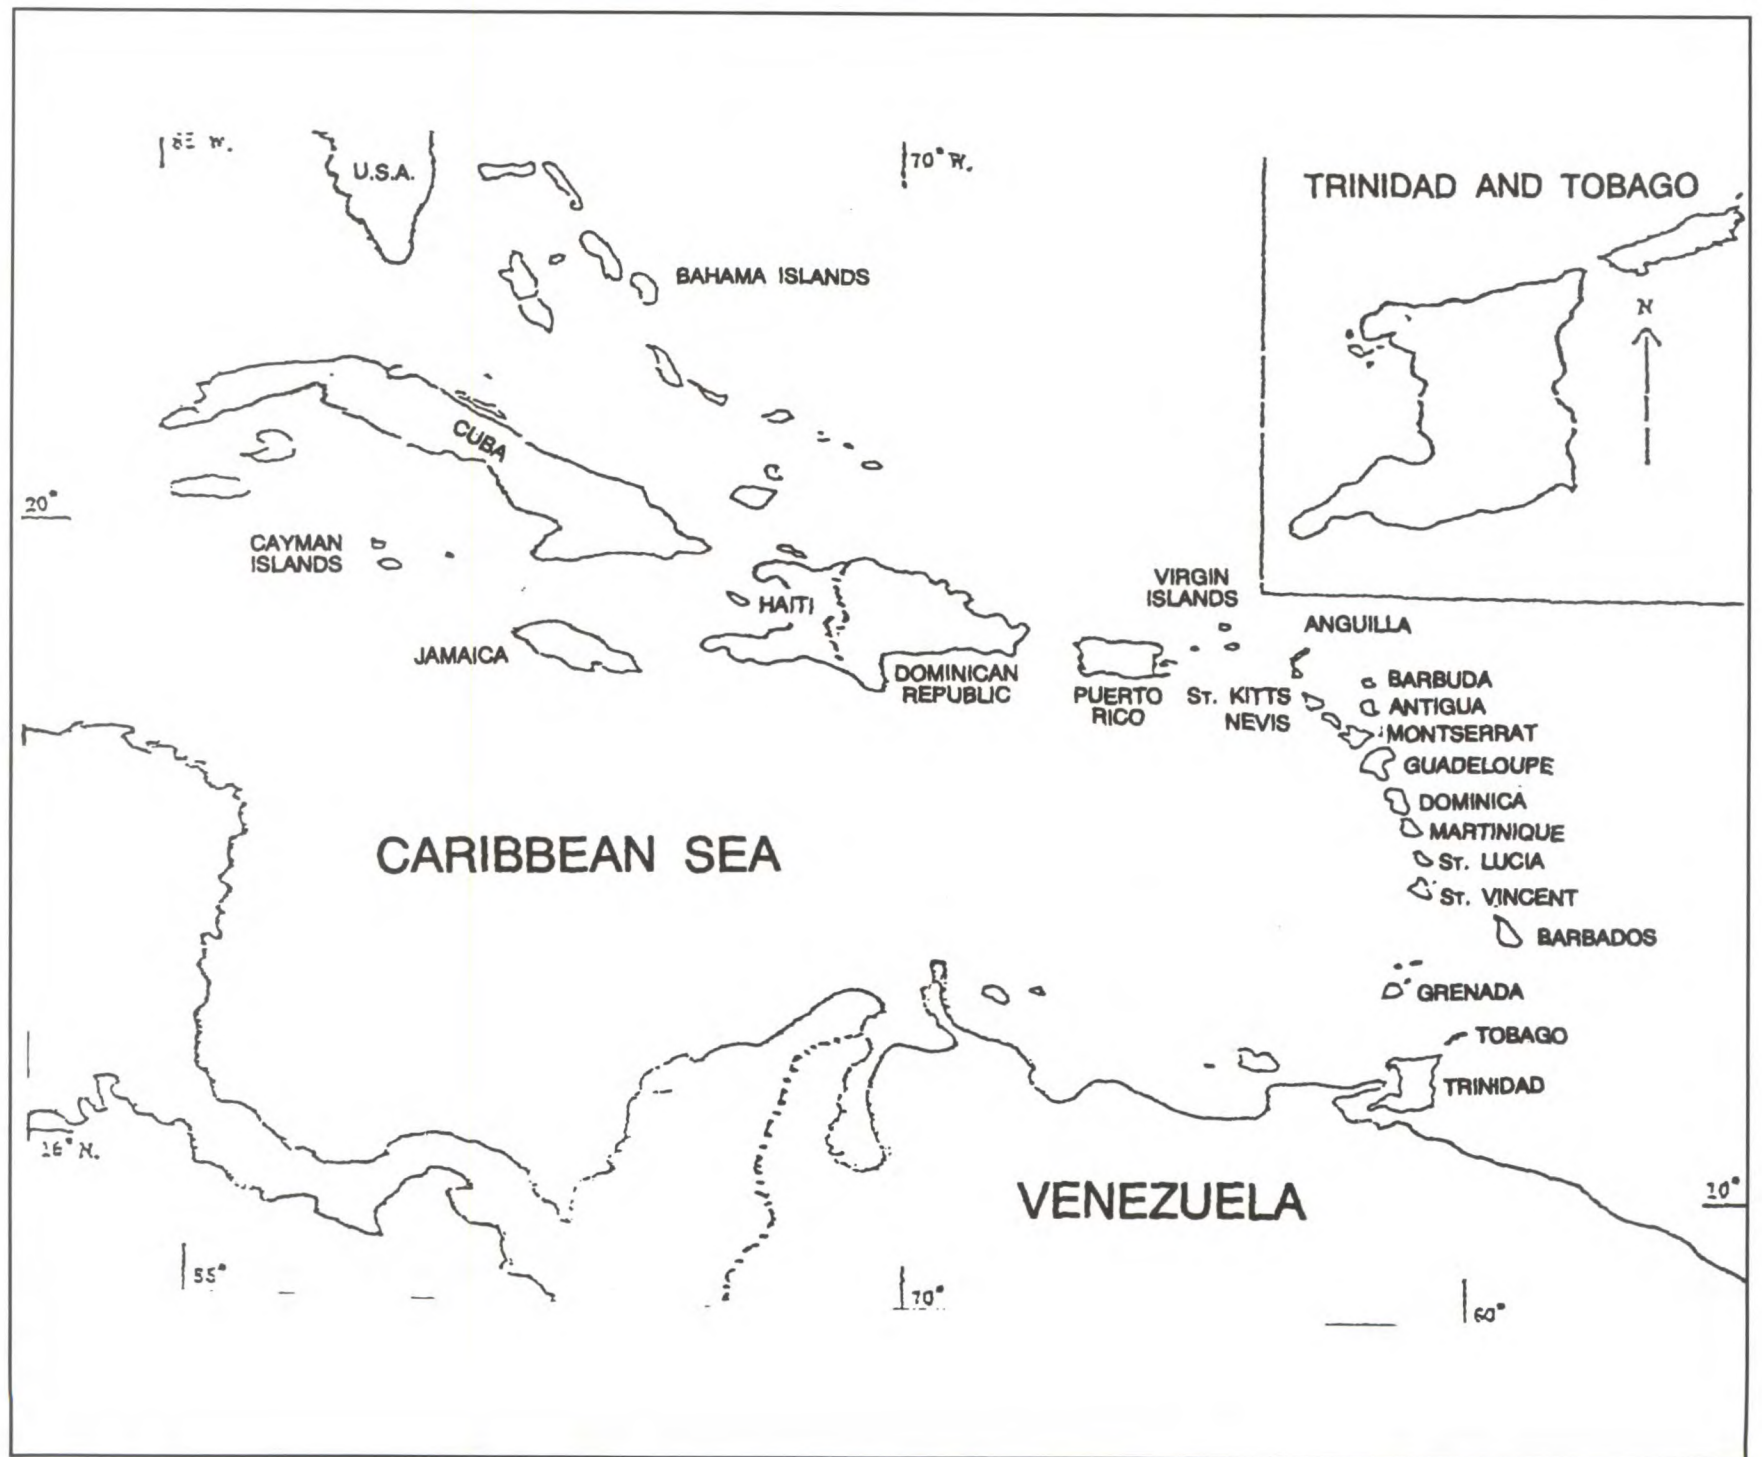 W.
U.S.A.
70° W.
TRINIDAD AND TOBAGO
BAHAMA ISLANDS
N
CUBA
20°
CAYMAN
ISLANDS
HAITI
VIRGIN
ISLANDS
ANGUILLA
JAMAICA
DOMINICAN
REPUBLIC
PUERTO
RICO
ST. KITTS
NEVIS
BARBUDA
ANTIGUA
MONTSERRAT
GUADELOUPE
DOMINICA
MARTINIQUE
ST. LUCIA
ST. VINCENT
CARIBBEAN SEA
BARBADOS
GRENADA
TOBAGO
TRINIDAD
16° N.
VENEZUELA
10°
55°
70°
60°